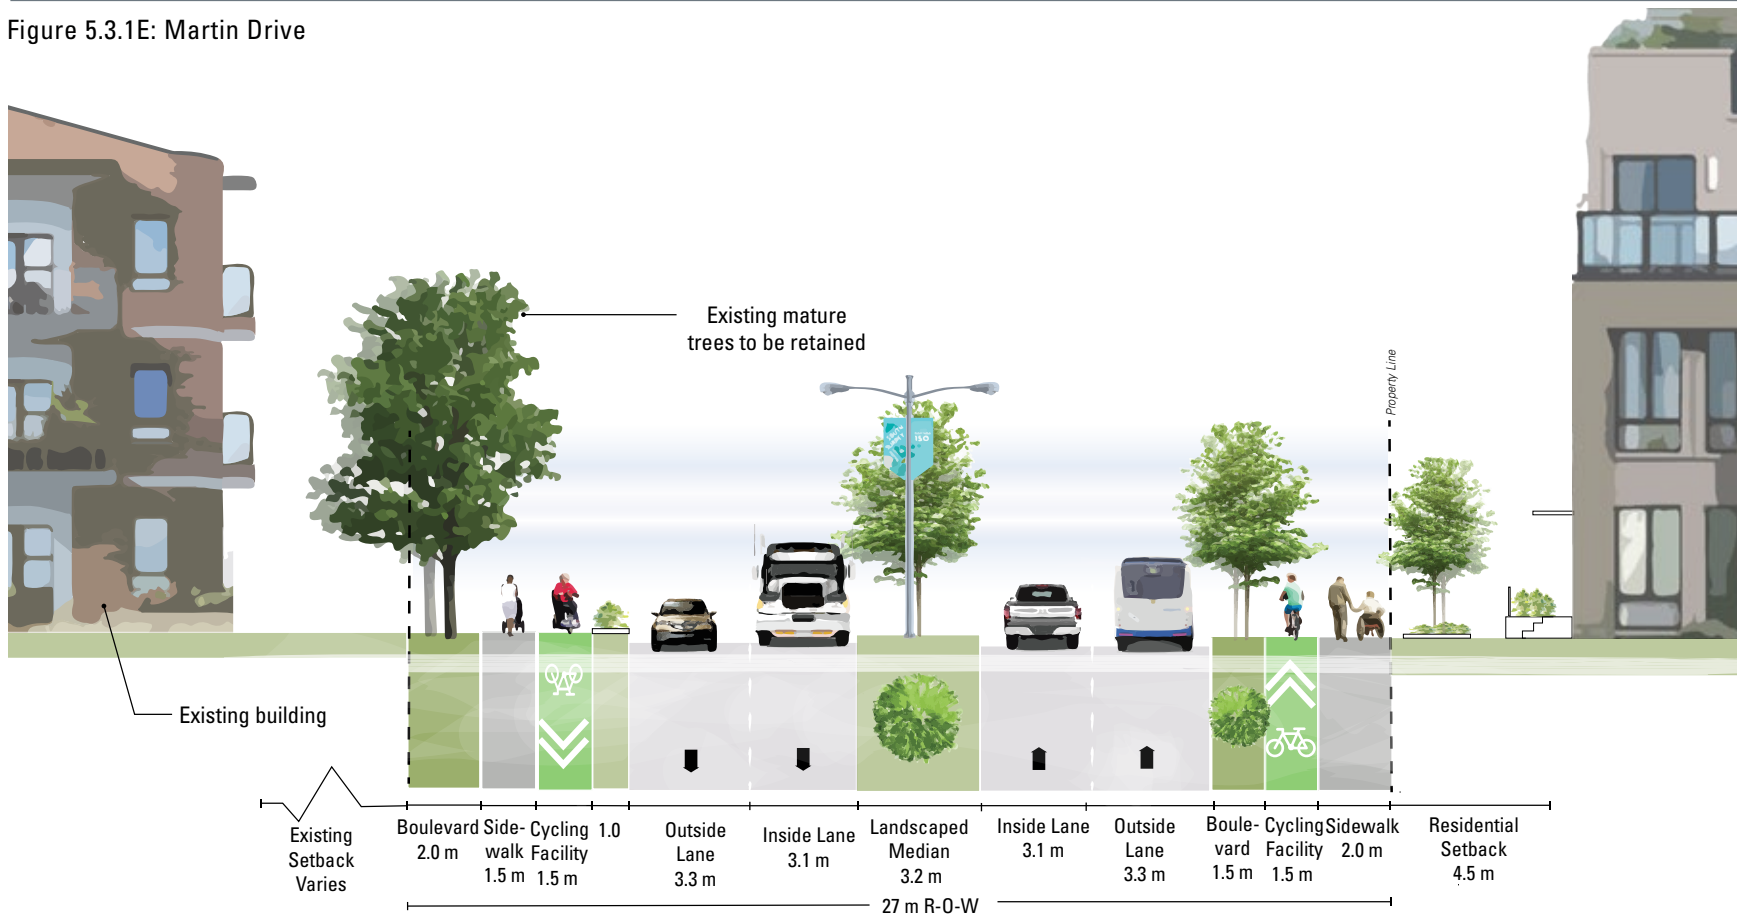 Figure 5.3.1E: Martin Drive
Existing mature
trees to be retained
Property Line
Existing building
Existing
Setback
Varies
Boulevard
2.0 m
Side-
walk
1.5 m
Cycling
Facility
1.5 m
1.0
Outside
Lane
3.3 m
Inside Lane
3.1 m
Landscaped
Median
3.2 m
Inside Lane
3.1 m
Outside
Lane
3.3 m
Boule-
vard
1.5 m
Cycling
Facility
1.5 m
Sidewalk
2.0 m
Residential
Setback
4.5 m
27 m R-O-W